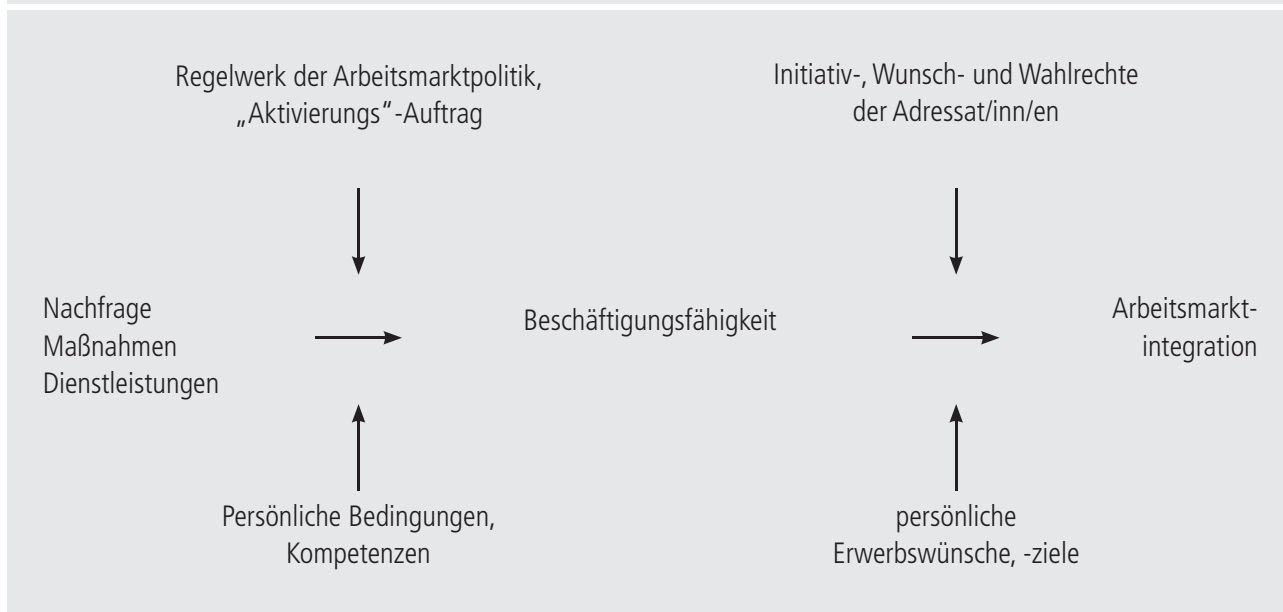 Regelwerk der Arbeitsmarktpolitik,
„Aktivierungs“-Auftrag
Initiativ-, Wunsch- und Wahlrechte
der Adressat/inn/en
Nachfrage
Maßnahmen
Dienstleistungen
Beschäftigungsfähigkeit
Arbeitsmarkt-
integration
Persönliche Bedingungen,
Kompetenzen
persönliche
Erwerbswünsche, -ziele